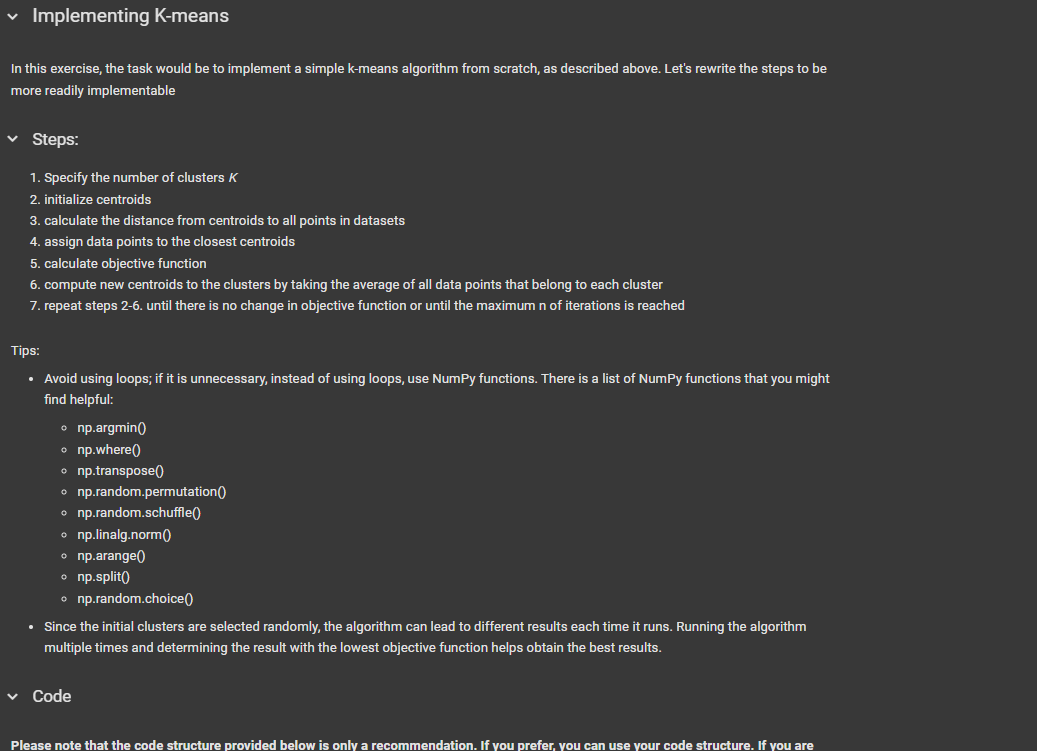 Implementing K-means
In this exercise, the task would be to implement a simple k-means algorithm from scratch, as described above. Let's rewrite the steps to be
more readily implementable
Steps:
1. Specify the number of clusters K
2. initialize centroids
3. calculate the distance from centroids to all points in datasets
4. assign data points to the closest centroids
5. calculate objective function
6. compute new centroids to the clusters by taking the average of all data points that belong to each cluster
7. repeat steps 2-6. until there is no change in objective function or until the maximum n of iterations is reached
Tips:
• Avoid using loops; if it is unnecessary, instead of using loops, use NumPy functions. There is a list of NumPy functions that you might
find helpful:
◦ np.argmin()
◦ np.where()
◦ np.transpose()
◦ np.random.permutation()
◦ np.random.schuffle()
◦ np.linalg.norm()
◦ np.arange()
◦ np.split()
◦ np.random.choice()
• Since the initial clusters are selected randomly, the algorithm can lead to different results each time it runs. Running the algorithm
multiple times and determining the result with the lowest objective function helps obtain the best results.
Code
Please note that the code structure provided below is only a recommendation. If you prefer, you can use your code structure. If you are